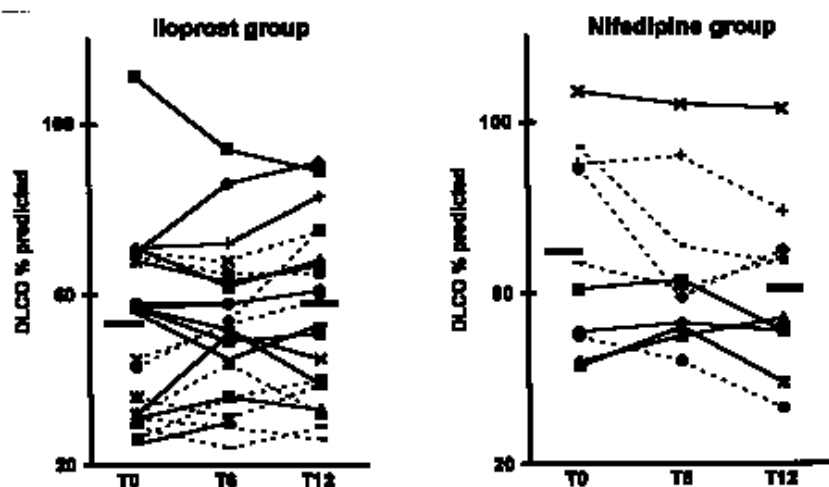 Iloprost group
DLCO % predicted
100
60
20
T0
T6
T12
Nifedipine group
DLCO % predicted
100
60
20
T0
T6
T12